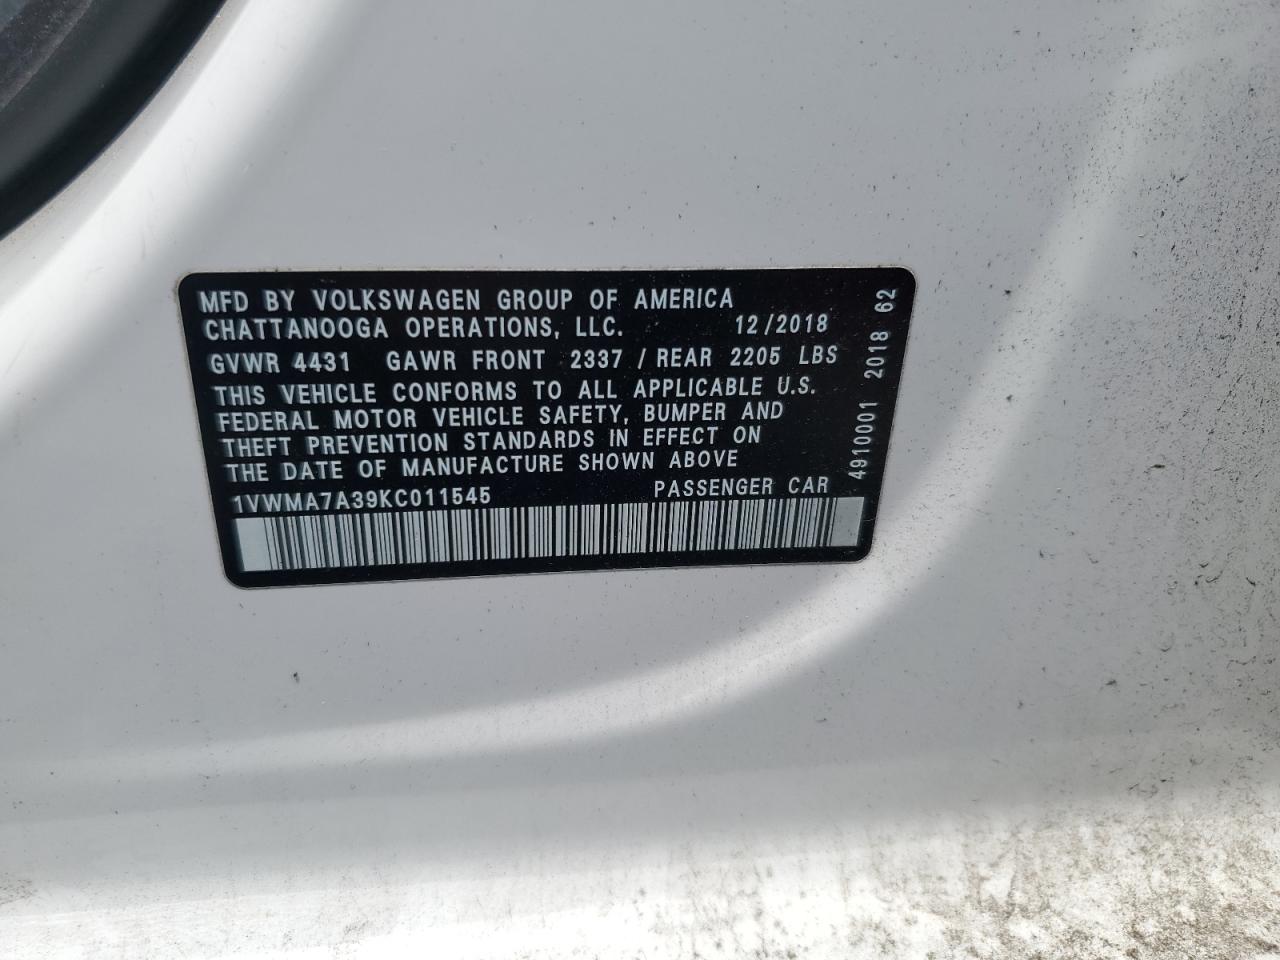 MFD BY VOLKSWAGEN GROUP OF AMERICA
CHATTANOOGA OPERATIONS, LLC. 12/2018
GVWR 4431 GAWR FRONT 2337 / REAR 2205 LBS
THIS VEHICLE CONFORMS TO ALL APPLICABLE U.S.
FEDERAL MOTOR VEHICLE SAFETY, BUMPER AND
THEFT PREVENTION STANDARDS IN EFFECT ON
THE DATE OF MANUFACTURE SHOWN ABOVE
1VWMA7A39KC011545 PASSENGER CAR
4910001 2018 62